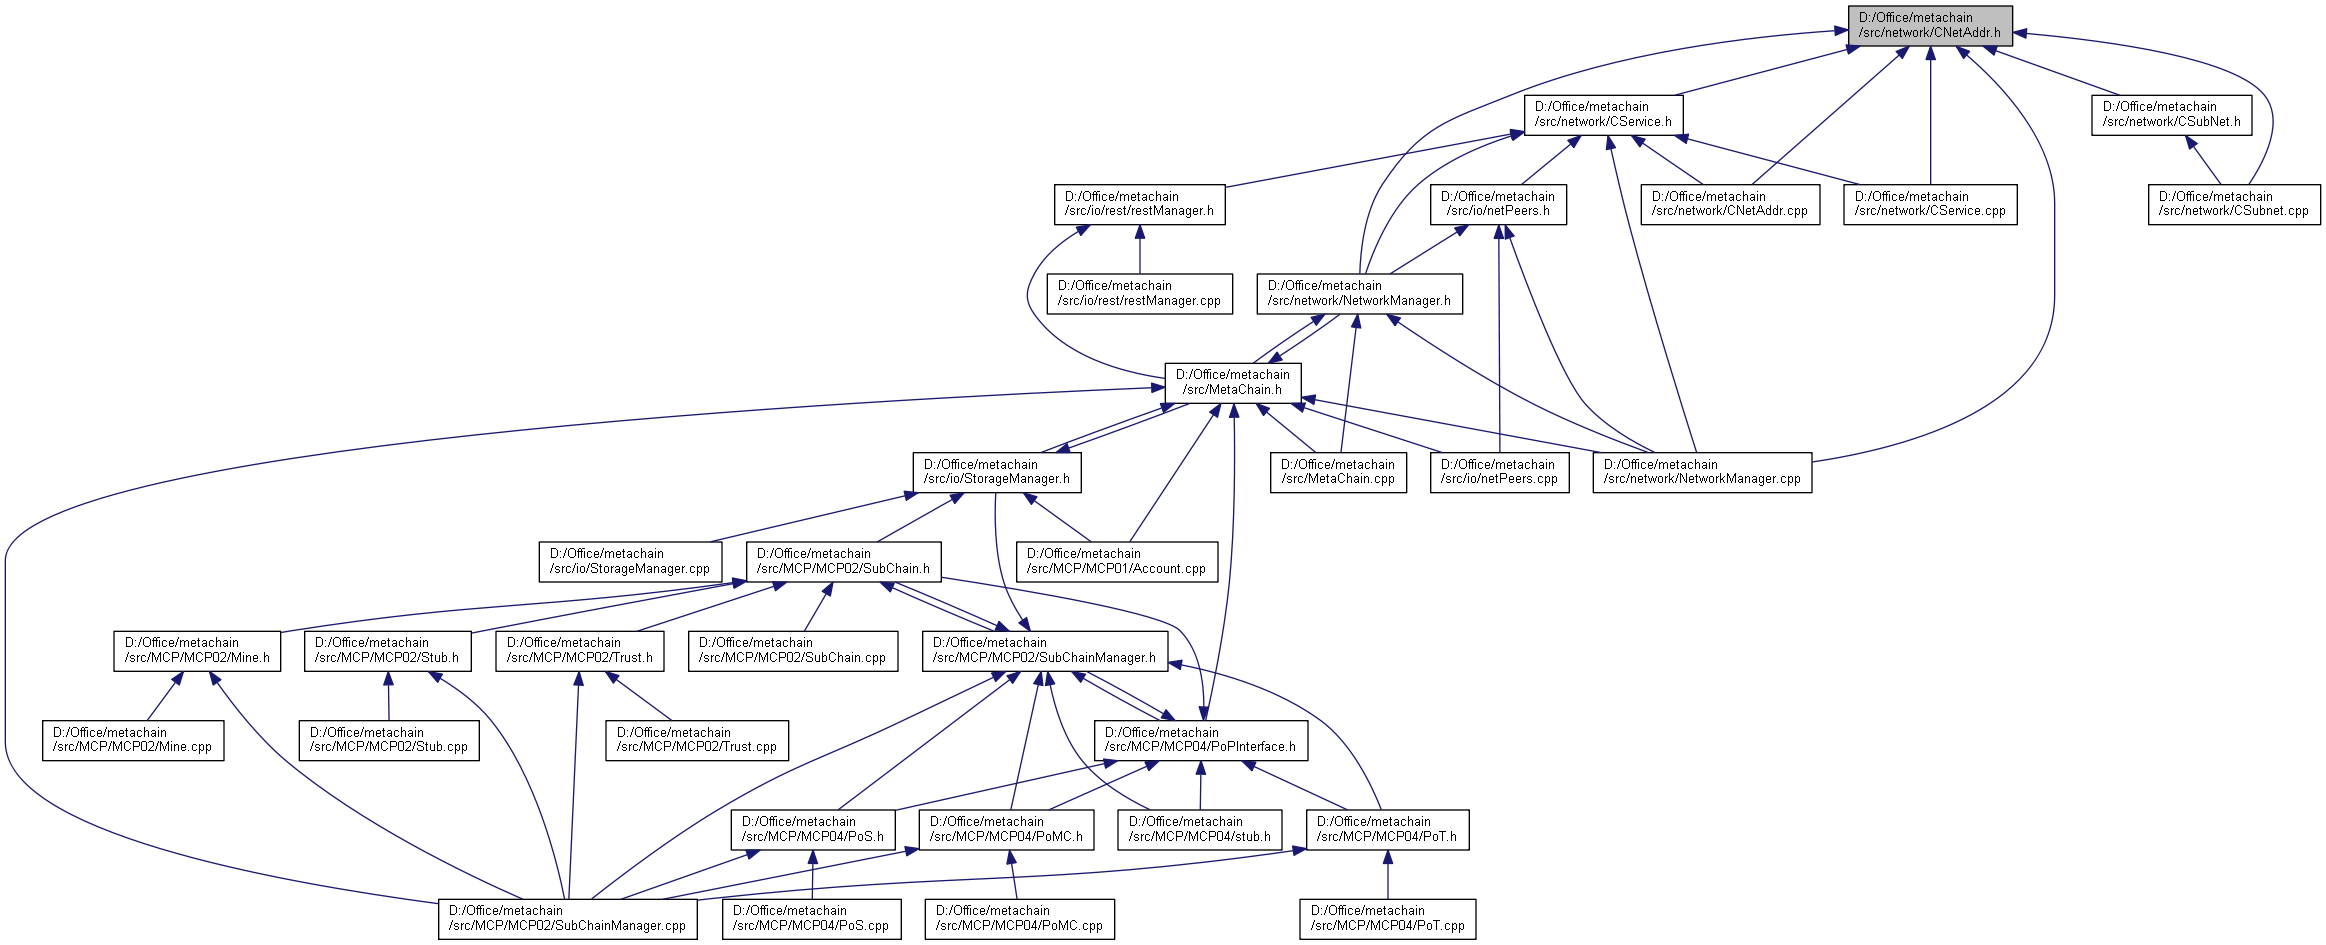 D:/Office/metachain
/src/network/CNetAddr.h
D:/Office/metachain
/src/network/CService.h
D:/Office/metachain
/src/network/CSubNet.h
D:/Office/metachain
/src/io/rest/restManager.h
D:/Office/metachain
/src/io/netPeers.h
D:/Office/metachain
/src/network/CNetAddr.cpp
D:/Office/metachain
/src/network/CService.cpp
D:/Office/metachain
/src/network/CSubnet.cpp
D:/Office/metachain
/src/io/rest/restManager.cpp
D:/Office/metachain
/src/network/NetworkManager.h
D:/Office/metachain
/src/MetaChain.h
D:/Office/metachain
/src/io/StorageManager.h
D:/Office/metachain
/src/MetaChain.cpp
D:/Office/metachain
/src/io/netPeers.cpp
D:/Office/metachain
/src/network/NetworkManager.cpp
D:/Office/metachain
/src/io/StorageManager.cpp
D:/Office/metachain
/src/MCP/MCP02/SubChain.h
D:/Office/metachain
/src/MCP/MCP01/Account.cpp
D:/Office/metachain
/src/MCP/MCP02/Mine.h
D:/Office/metachain
/src/MCP/MCP02/Stub.h
D:/Office/metachain
/src/MCP/MCP02/Trust.h
D:/Office/metachain
/src/MCP/MCP02/SubChain.cpp
D:/Office/metachain
/src/MCP/MCP02/SubChainManager.h
D:/Office/metachain
/src/MCP/MCP02/Mine.cpp
D:/Office/metachain
/src/MCP/MCP02/Stub.cpp
D:/Office/metachain
/src/MCP/MCP02/Trust.cpp
D:/Office/metachain
/src/MCP/MCP04/PoPInterface.h
D:/Office/metachain
/src/MCP/MCP04/PoS.h
D:/Office/metachain
/src/MCP/MCP04/PoMC.h
D:/Office/metachain
/src/MCP/MCP04/stub.h
D:/Office/metachain
/src/MCP/MCP04/PoT.h
D:/Office/metachain
/src/MCP/MCP02/SubChainManager.cpp
D:/Office/metachain
/src/MCP/MCP04/PoS.cpp
D:/Office/metachain
/src/MCP/MCP04/PoMC.cpp
D:/Office/metachain
/src/MCP/MCP04/PoT.cpp